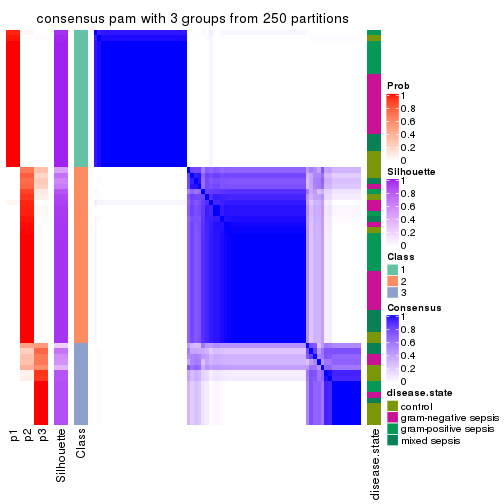 consensus pam with 3 groups from 250 partitions
Prob
1
0.8
0.6
0.4
0.2
0
Silhouette
1
0.8
0.6
0.4
0.2
0
Class
1
2
3
Consensus
1
0.8
0.6
0.4
0.2
0
disease.state
control
gram-negative sepsis
gram-positive sepsis
mixed sepsis
p1
p2
p3
Silhouette
Class
disease.state